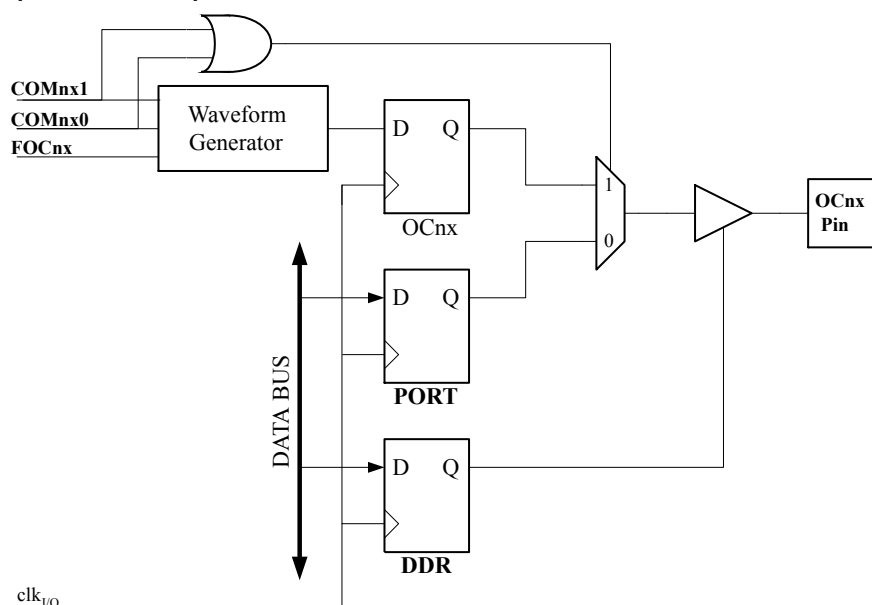 COMnx1
COMnx0
FOCnx
Waveform
Generator
D Q
OCnx
1
0
OCnx
Pin
DATA BUS
D Q
PORT
D Q
DDR
clkI/O